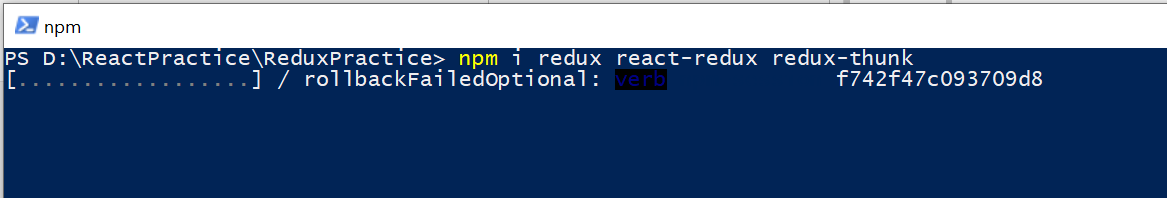 npm
PS D:\ReactPractice\ReduxPractice> npm i redux react-redux redux-thunk
[..................] / rollbackFailedOptional: verb f742f47c093709d8